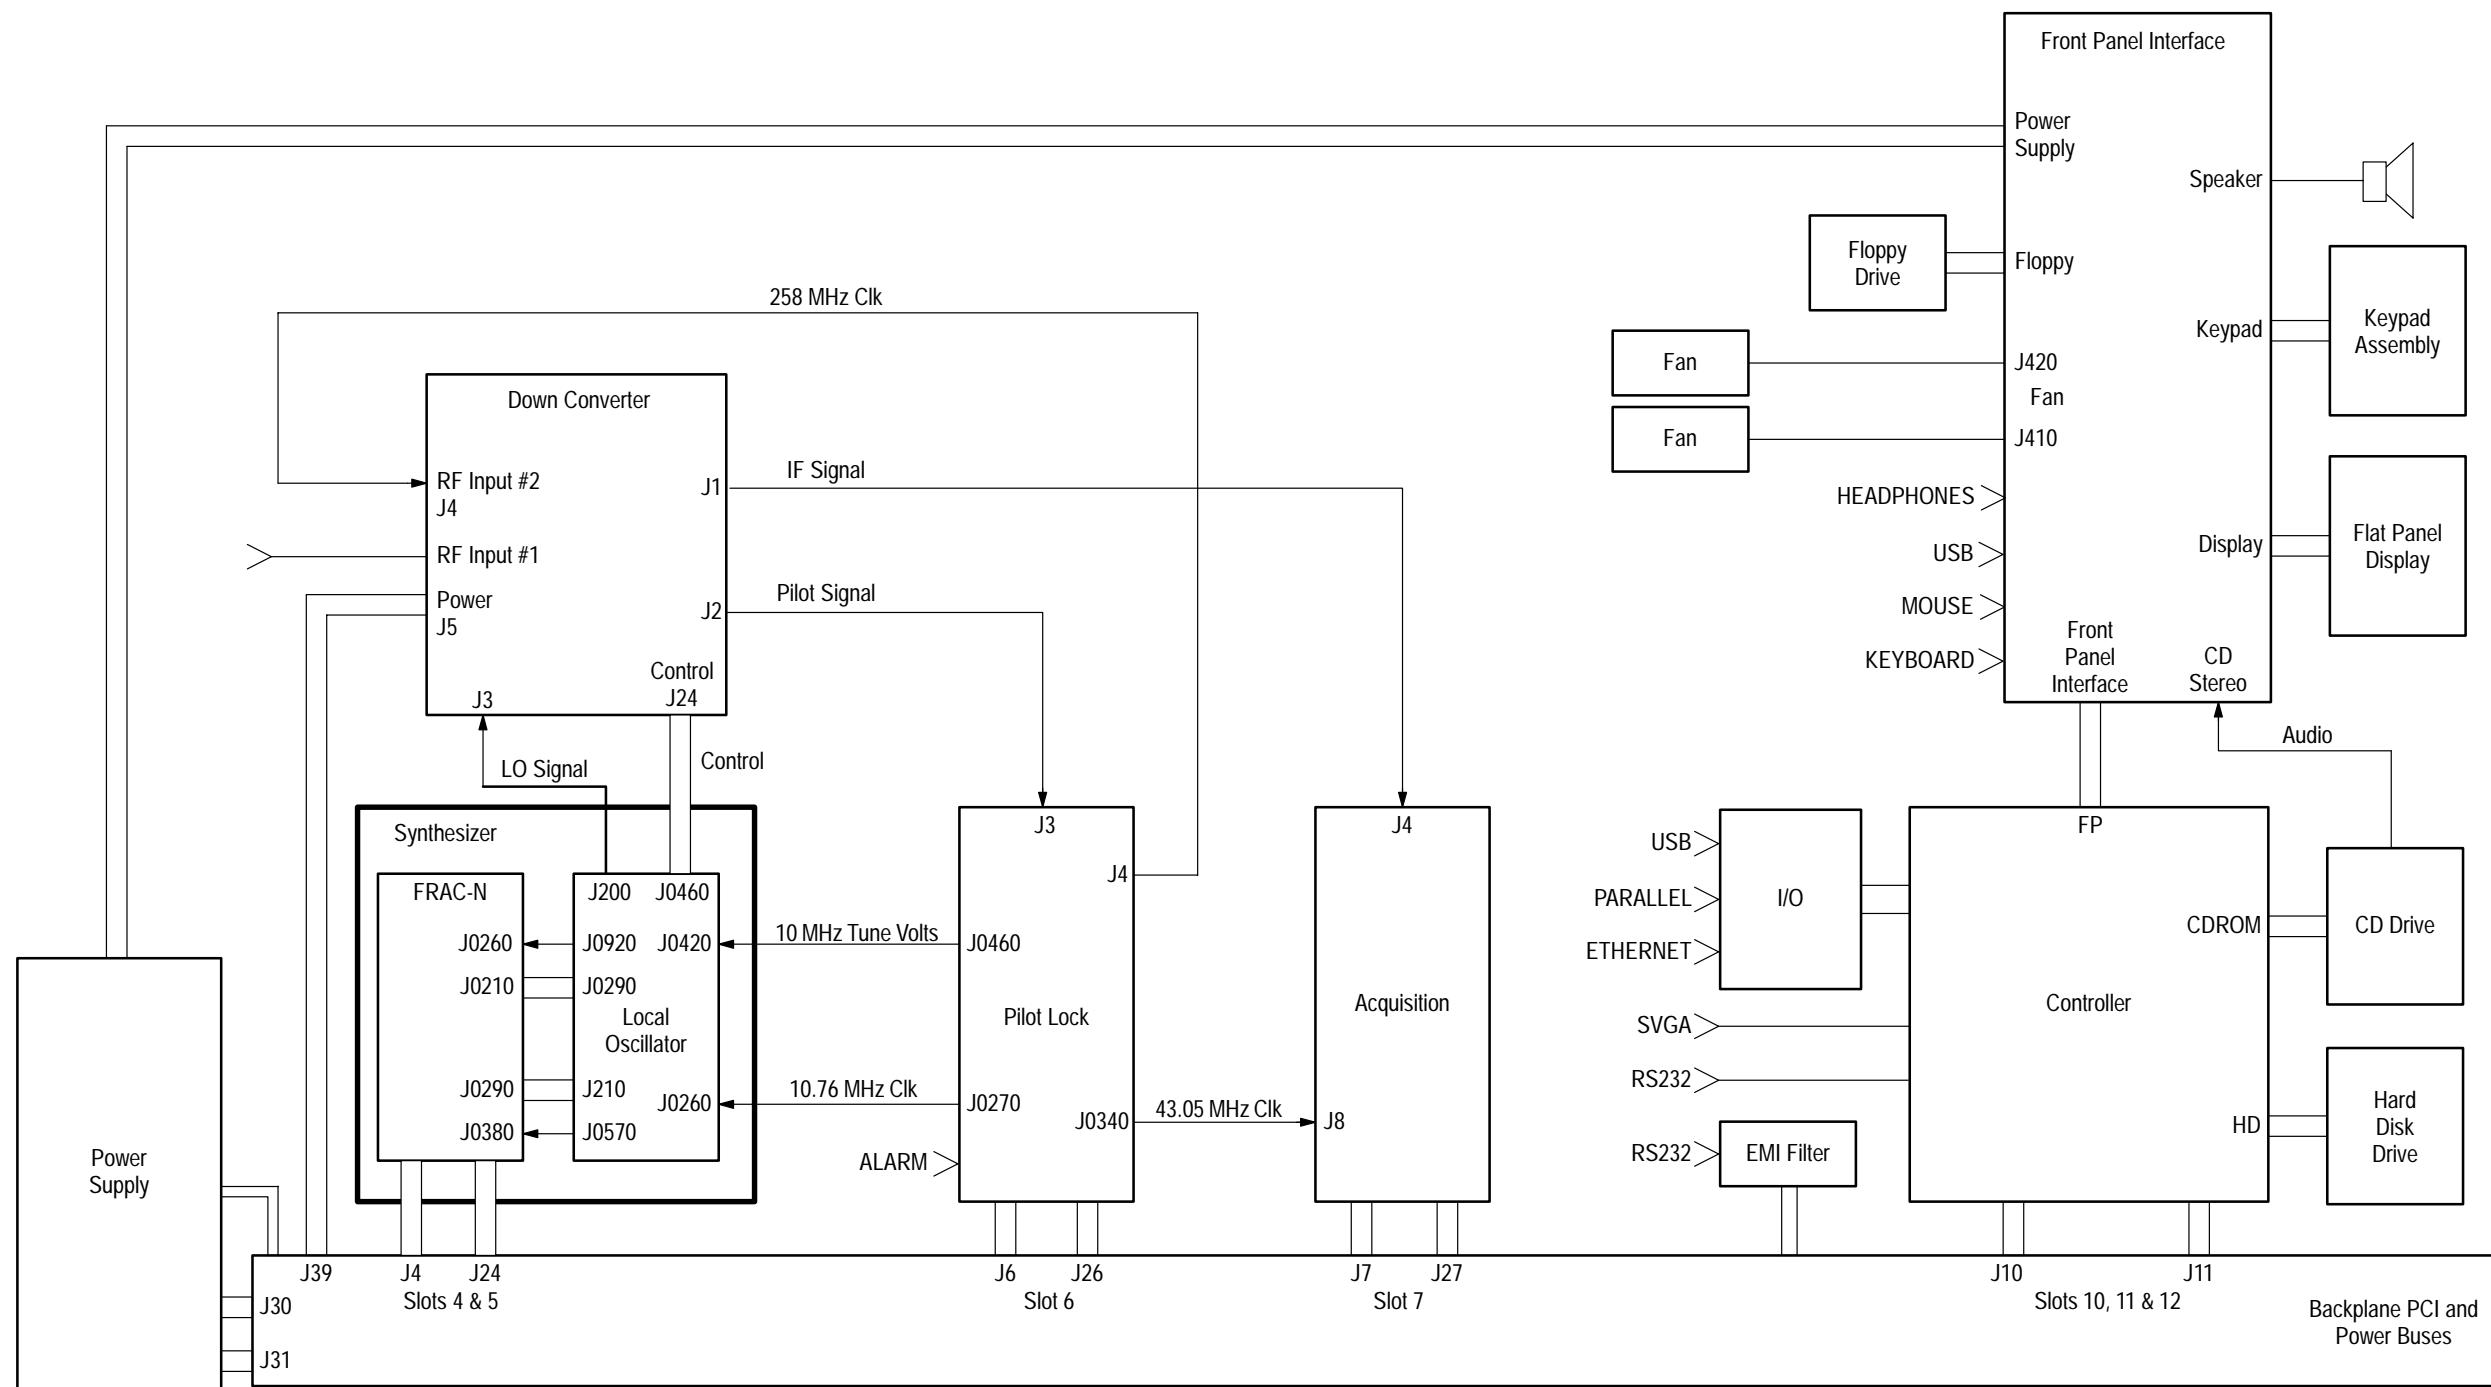 Front Panel Interface
Power
Supply
Speaker
Floppy
Drive
Floppy
Keypad
Keypad
Assembly
Fan
J420
Fan
Fan
J410
HEADPHONES
USB
MOUSE
KEYBOARD
Display
Flat Panel
Display
Front
Panel
Interface
CD
Stereo
Audio
258 MHz Clk
Down Converter
RF Input #2
J4
RF Input #1
Power
J5
J1
IF Signal
J2
Pilot Signal
Control
J24
J3
LO Signal
Control
Synthesizer
FRAC-N
J0260
J0210
J0290
J0380
J200
J0460
J0920
J0420
J0290
Local
Oscillator
J210
J0260
J0570
10 MHz Tune Volts
10.76 MHz Clk
ALARM
J3
J4
J0460
Pilot Lock
J0270
J0340
43.05 MHz Clk
J4
Acquisition
J8
USB
PARALLEL
ETHERNET
I/O
SVGA
RS232
RS232
EMI Filter
FP
CDROM
Controller
HD
CD Drive
Hard
Disk
Drive
Power
Supply
J39
J4
J24
Slots 4 & 5
J30
J31
J6
J26
Slot 6
J7
J27
Slot 7
J10
J11
Slots 10, 11 & 12
Backplane PCI and
Power Buses